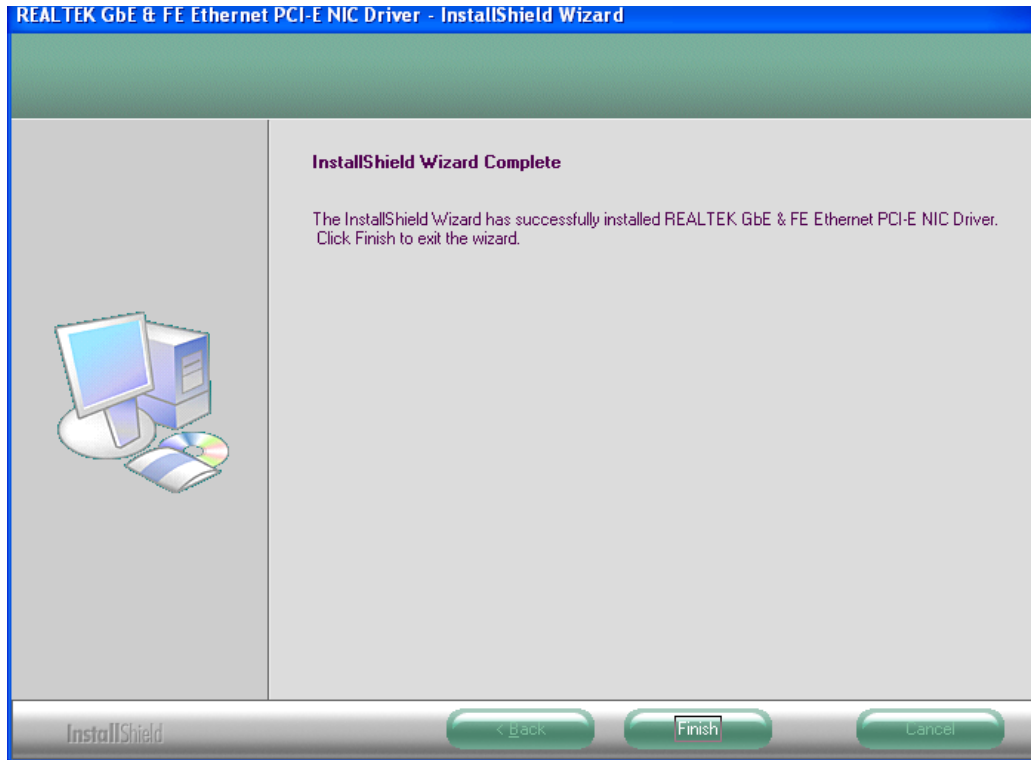 REALTEK GbE & FE Ethernet PCI-E NIC Driver - InstallShield Wizard
InstallShield Wizard Complete
The InstallShield Wizard has successfully installed REALTEK GbE & FE Ethernet PCI-E NIC Driver.
Click Finish to exit the wizard.
InstallShield
< Back
Finish
Cancel